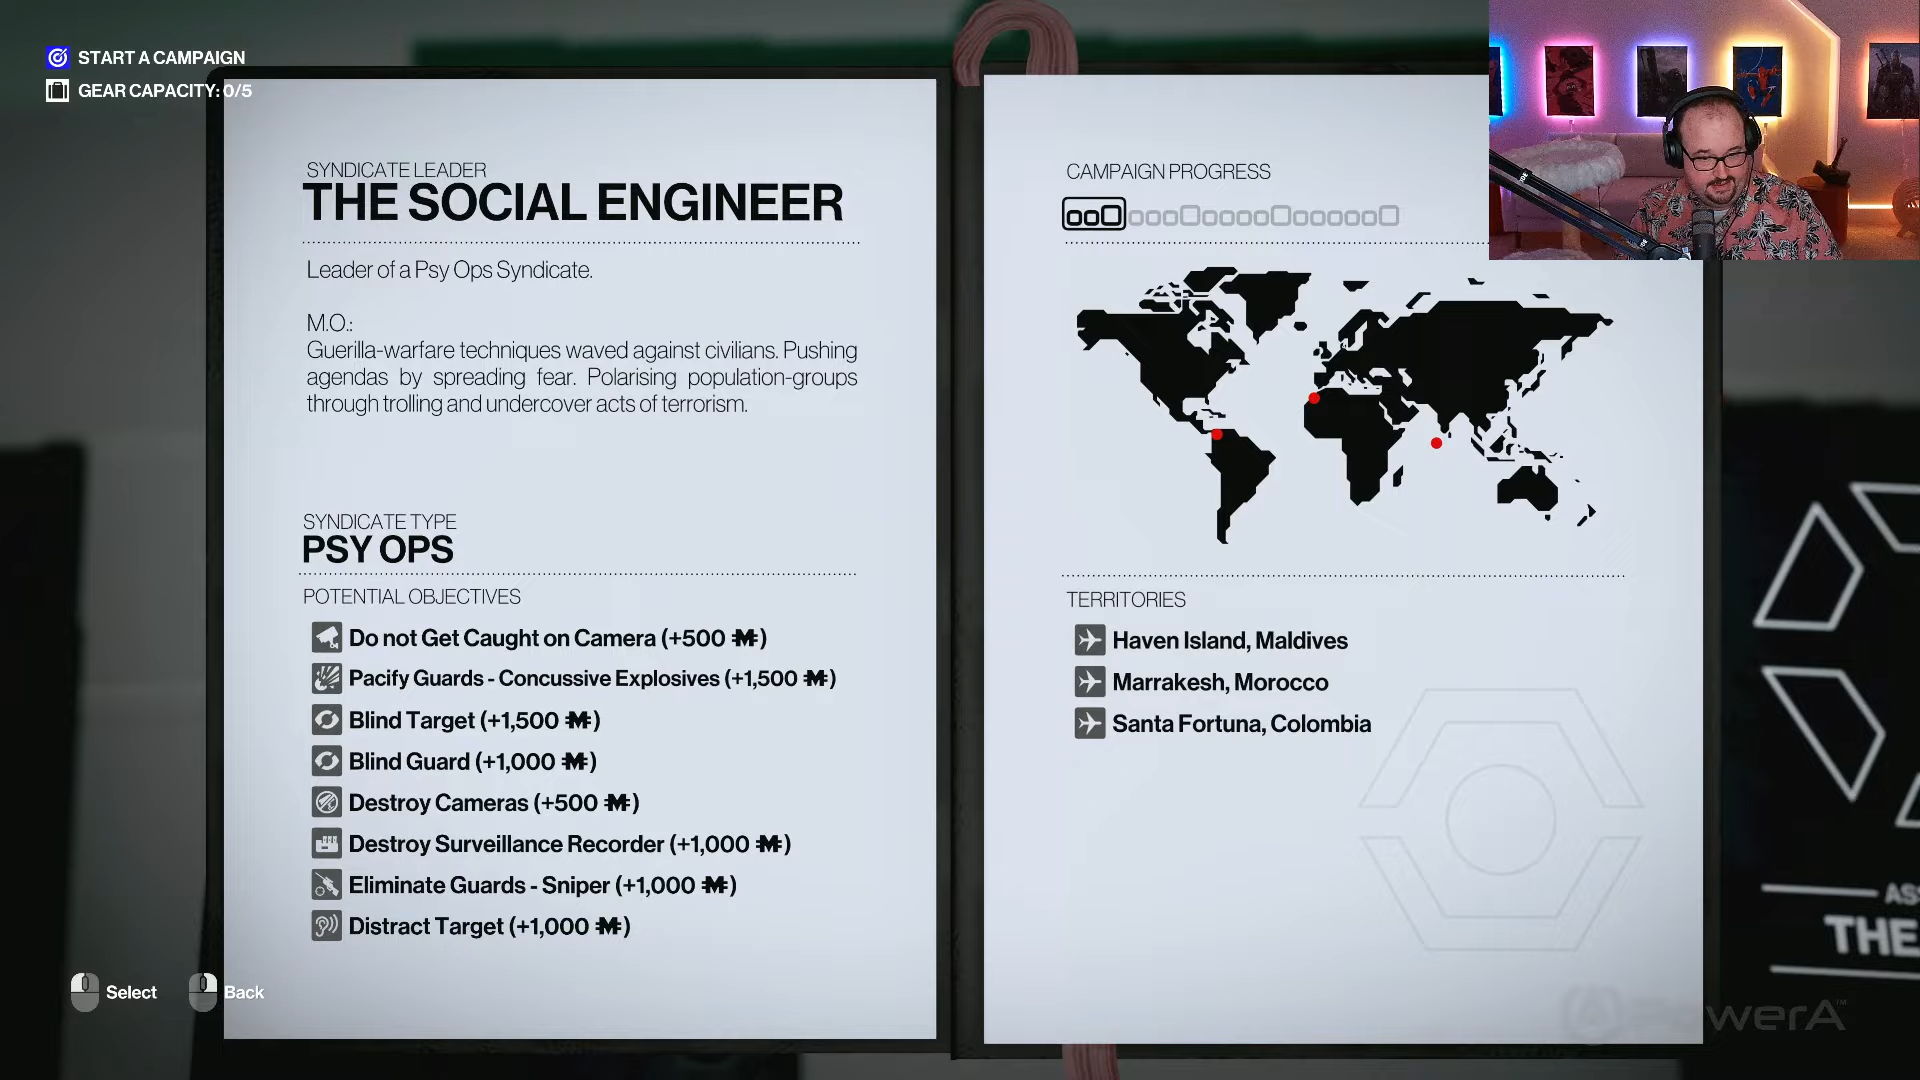 START A CAMPAIGN
GEAR CAPACITY: 0/5
SYNDICATE LEADER
THE SOCIAL ENGINEER
Leader of a Psy Ops Syndicate.
M.O.:
Guerilla-warfare techniques waved against civilians. Pushing
agendas by spreading fear. Polarising population-groups
through trolling and undercover acts of terrorism.
SYNDICATE TYPE
PSY OPS
POTENTIAL OBJECTIVES
Do not Get Caught on Camera (+500 M)
Pacify Guards - Concussive Explosives (+1,500 M)
Blind Target (+1,500 M)
Blind Guard (+1,000 M)
Destroy Cameras (+500 M)
Destroy Surveillance Recorder (+1,000 M)
Eliminate Guards - Sniper (+1,000 M)
Distract Target (+1,000 M)
Select
Back
CAMPAIGN PROGRESS
TERRITORIES
Haven Island, Maldives
Marrakesh, Morocco
Santa Fortuna, Colombia
THE
PowerA™